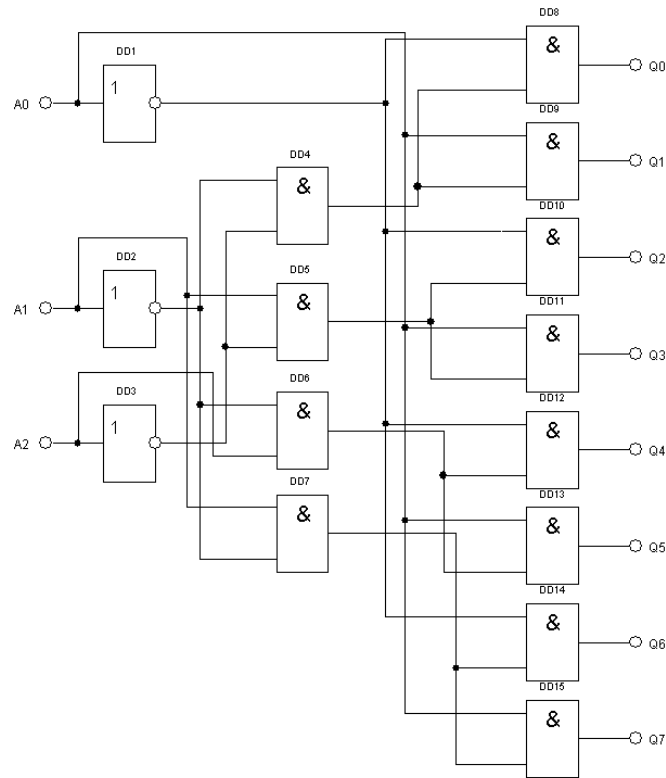 DD8
&
Q0
DD1
1
A0
DD9
&
Q1
DD4
&
DD10
&
Q2
DD2
1
A1
DD5
&
DD11
&
Q3
DD3
1
A2
DD6
&
DD12
&
Q4
DD7
&
DD13
&
Q5
DD14
&
Q6
DD15
&
Q7